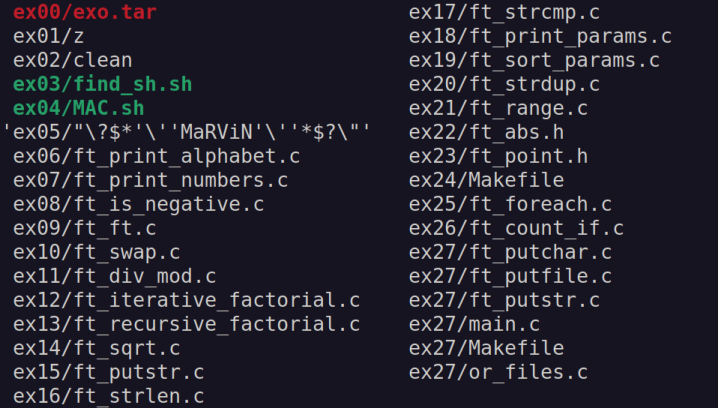 ex00/exo.tar
ex01/z
ex02/clean
ex03/find_sh.sh
ex04/MAC.sh
'ex05/"\?$*'\''MaRViN'\''*$?\"'
ex06/ft_print_alphabet.c
ex07/ft_print_numbers.c
ex08/ft_is_negative.c
ex09/ft_ft.c
ex10/ft_swap.c
ex11/ft_div_mod.c
ex12/ft_iterative_factorial.c
ex13/ft_recursive_factorial.c
ex14/ft_sqrt.c
ex15/ft_putstr.c
ex16/ft_strlen.c
ex17/ft_strcmp.c
ex18/ft_print_params.c
ex19/ft_sort_params.c
ex20/ft_strdup.c
ex21/ft_range.c
ex22/ft_abs.h
ex23/ft_point.h
ex24/Makefile
ex25/ft_foreach.c
ex26/ft_count_if.c
ex27/ft_putchar.c
ex27/ft_putfile.c
ex27/ft_putstr.c
ex27/main.c
ex27/Makefile
ex27/or_files.c